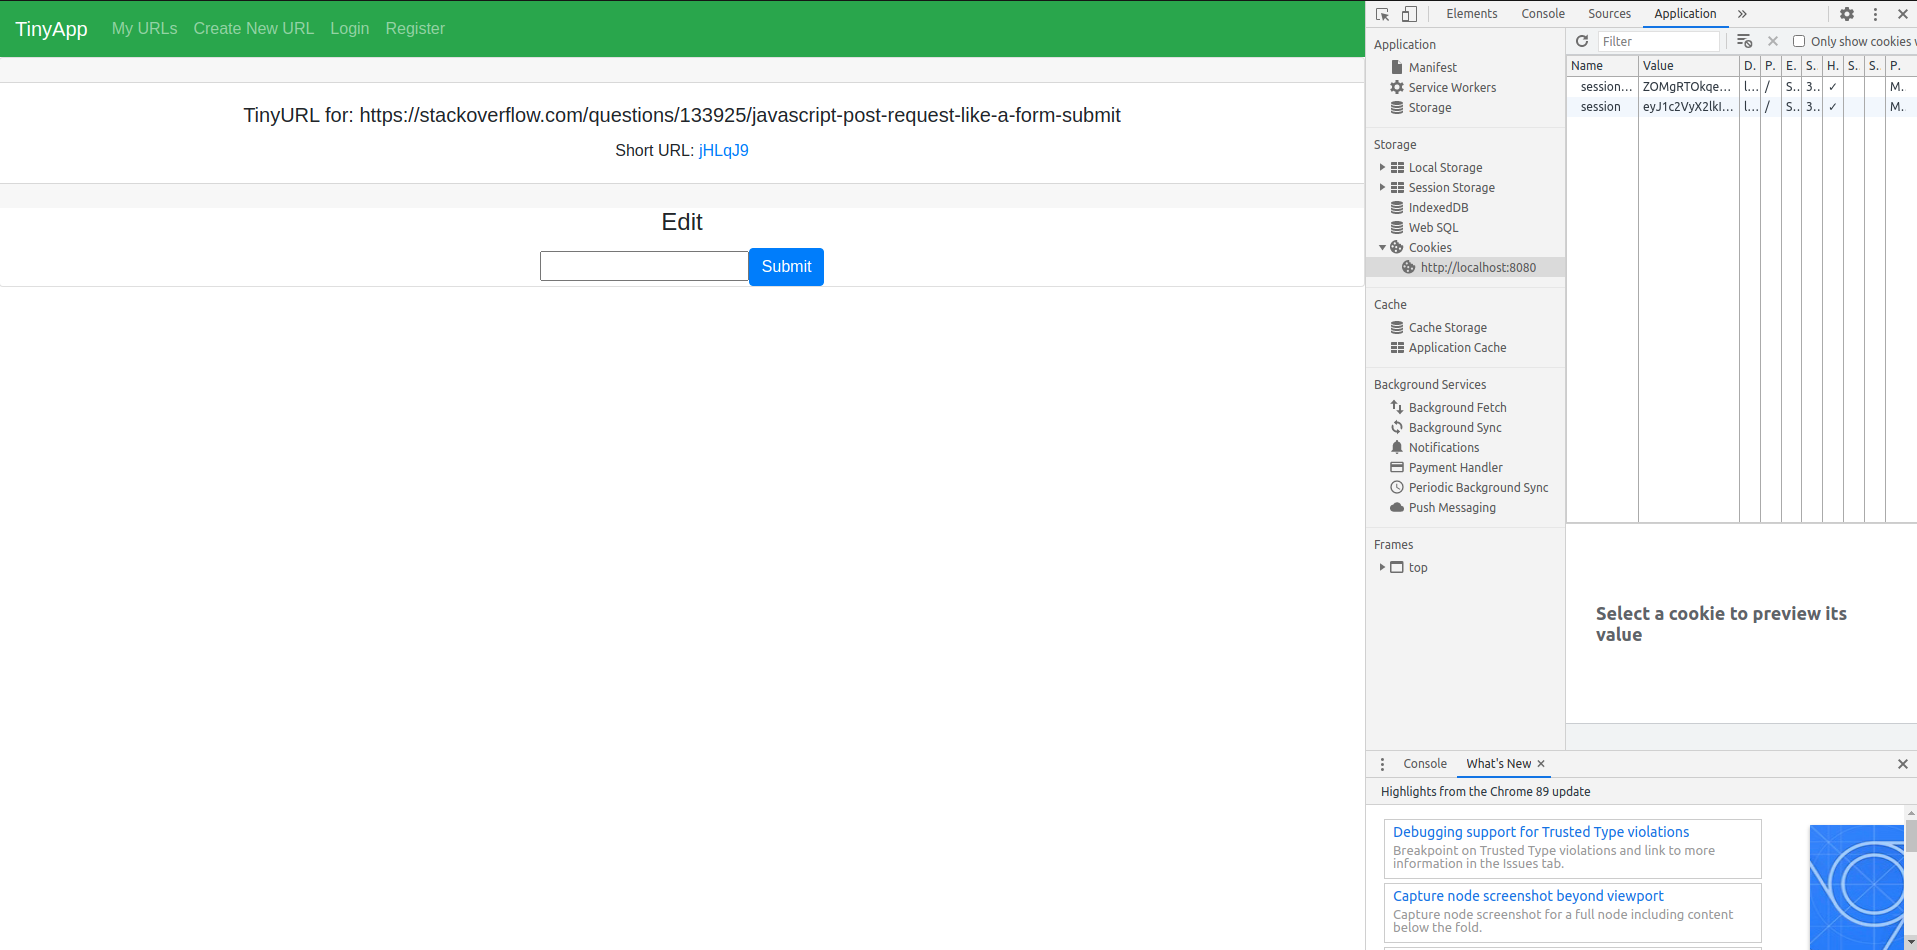 TinyApp My URLs Create New URL Login Register
TinyURL for: https://stackoverflow.com/questions/133925/javascript-post-request-like-a-form-submit
Short URL: jHLqJ9
Edit
Submit
Elements Console Sources Application
Application
Manifest
Service Workers
Storage
Storage
Local Storage
Session Storage
IndexedDB
Web SQL
Cookies
http://localhost:8080
Cache
Cache Storage
Application Cache
Background Services
Background Fetch
Background Sync
Notifications
Payment Handler
Periodic Background Sync
Push Messaging
Frames
top
Filter Only show cookies
Name Value D. P. E. S. H. S. S. P.
session... ZOMgRTOkqe... l... / S.. 3.. ✓ M.
session eyJ1c2VyX2lkI... l... / S.. 3.. ✓ M.
Select a cookie to preview its
value
Console What's New
Highlights from the Chrome 89 update
Debugging support for Trusted Type violations
Breakpoint on Trusted Type violations and link to more
information in the Issues tab.
Capture node screenshot beyond viewport
Capture node screenshot for a full node including content
below the fold.